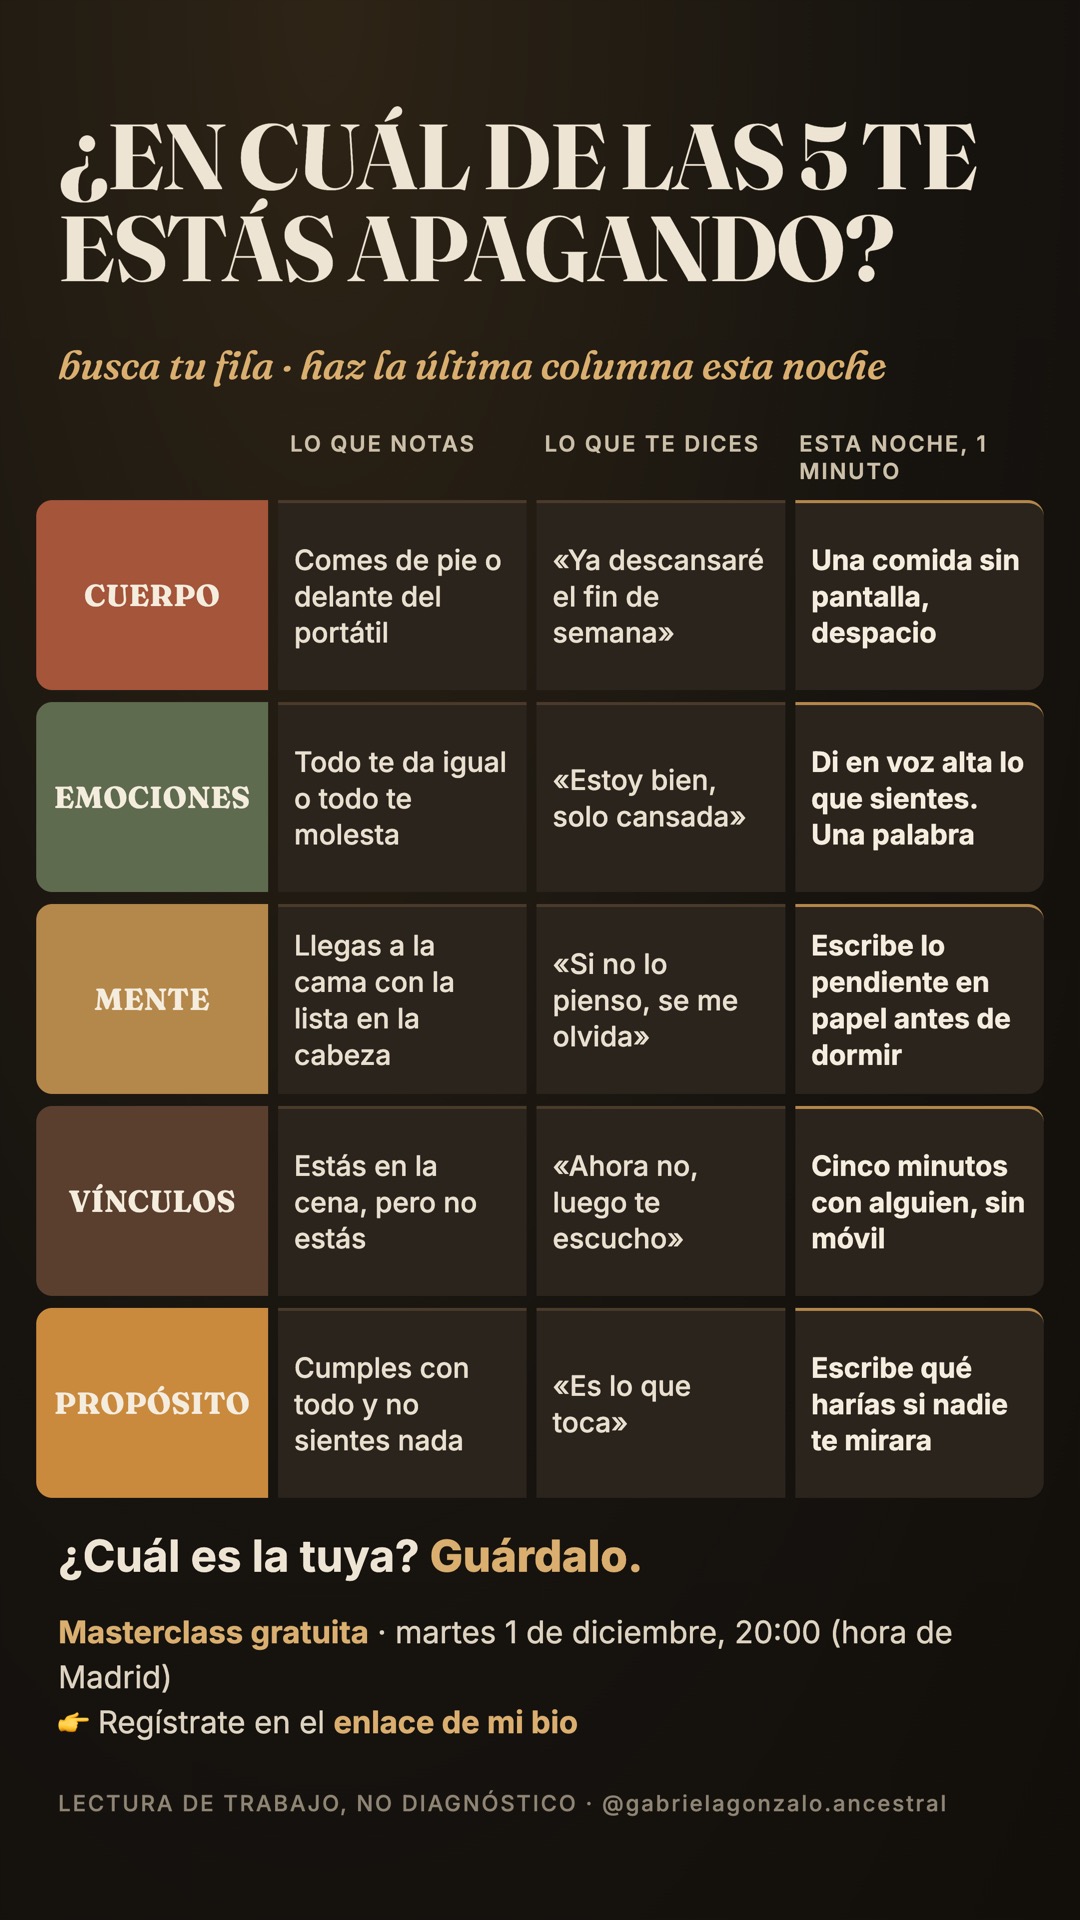 ¿EN CUÁL DE LAS 5 TE
ESTÁS APAGANDO?
busca tu fila · haz la última columna esta noche
LO QUE NOTAS
LO QUE TE DICES
ESTA NOCHE, 1
MINUTO
CUERPO
Comes de pie o
delante del
portátil
«Ya descansaré
el fin de
semana»
Una comida sin
pantalla,
despacio
EMOCIONES
Todo te da igual
o todo te
molesta
«Estoy bien,
solo cansada»
Di en voz alta lo
que sientes.
Una palabra
MENTE
Llegas a la
cama con la
lista en la
cabeza
«Si no lo
pienso, se me
olvida»
Escribe lo
pendiente en
papel antes de
dormir
VÍNCULOS
Estás en la
cena, pero no
estás
«Ahora no,
luego te
escucho»
Cinco minutos
con alguien, sin
móvil
PROPÓSITO
Cumples con
todo y no
sientes nada
«Es lo que
toca»
Escribe qué
harías si nadie
te mirara
¿Cuál es la tuya? Guárdalo.
Masterclass gratuita · martes 1 de diciembre, 20:00 (hora de
Madrid)
👉 Regístrate en el enlace de mi bio
LECTURA DE TRABAJO, NO DIAGNÓSTICO · @gabrielagonzalo.ancestral